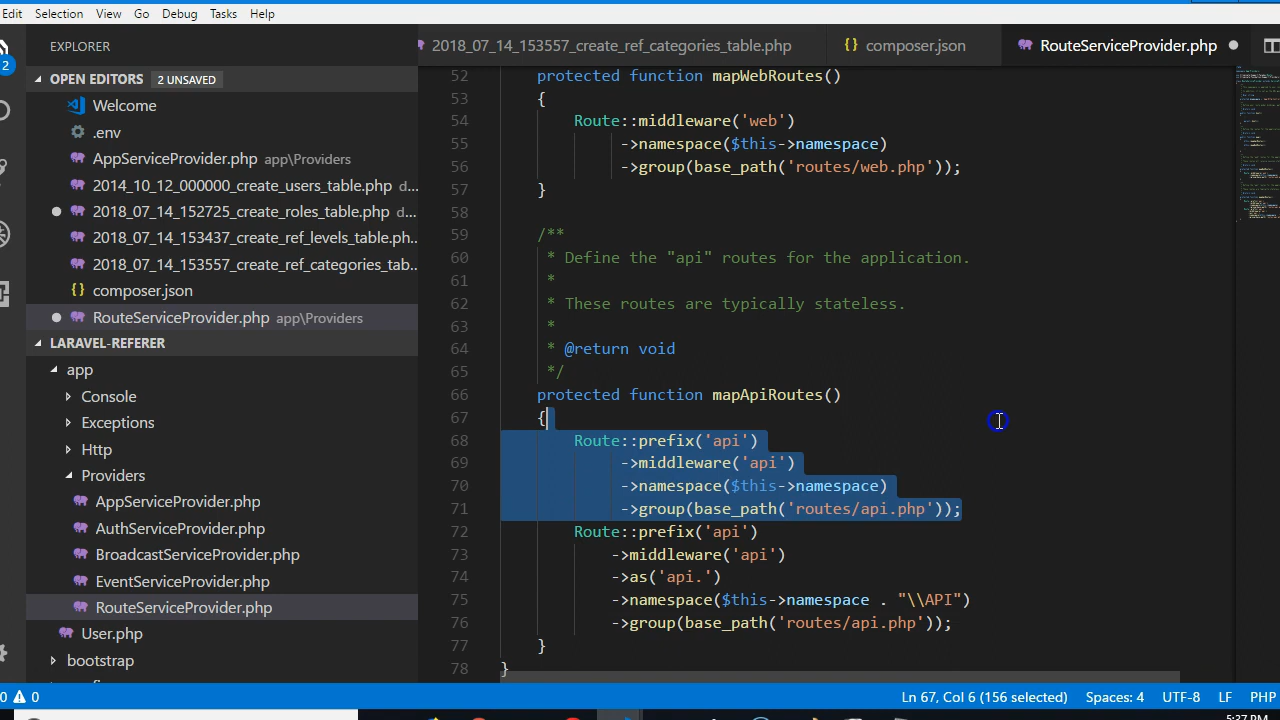 Edit Selection View Go Debug Tasks Help
EXPLORER
2018_07_14_153557_create_ref_categories_table.php
composer.json
RouteServiceProvider.php
2
OPEN EDITORS 2 UNSAVED
Welcome
.env
AppServiceProvider.php app\Providers
2014_10_12_000000_create_users_table.php d...
2018_07_14_152725_create_roles_table.php d...
2018_07_14_153437_create_ref_levels_table.ph...
2018_07_14_153557_create_ref_categories_tab...
{} composer.json
RouteServiceProvider.php app\Providers
LARAVEL-REFERER
app
Console
Exceptions
Http
Providers
AppServiceProvider.php
AuthServiceProvider.php
BroadcastServiceProvider.php
EventServiceProvider.php
RouteServiceProvider.php
User.php
bootstrap
52 protected function mapWebRoutes()
53 {
54 Route::middleware('web')
55 ->namespace($this->namespace)
56 ->group(base_path('routes/web.php'));
57 }
58
59 /**
60 * Define the "api" routes for the application.
61 *
62 * These routes are typically stateless.
63 *
64 * @return void
65 */
66 protected function mapApiRoutes()
67 {
68 Route::prefix('api')
69 ->middleware('api')
70 ->namespace($this->namespace)
71 ->group(base_path('routes/api.php'));
72 Route::prefix('api')
73 ->middleware('api')
74 ->as('api.')
75 ->namespace($this->namespace . "\\API")
76 ->group(base_path('routes/api.php'));
77 }
78 }
0 0
Ln 67, Col 6 (156 selected) Spaces: 4 UTF-8 LF PHP
5:37 PM